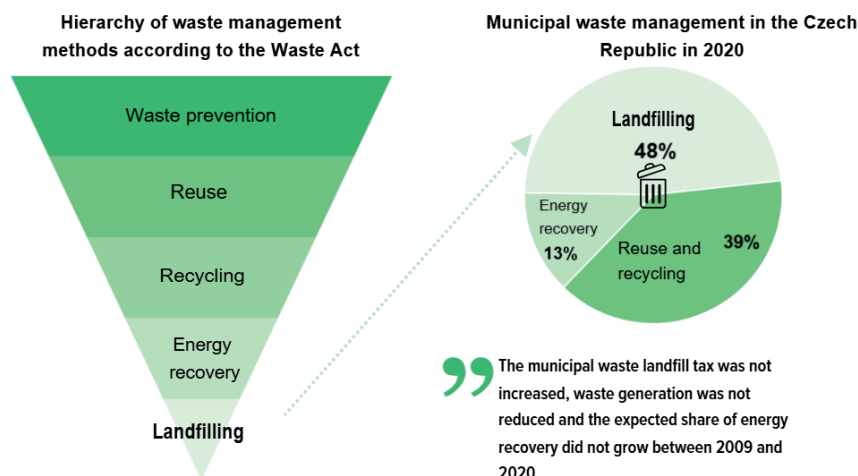 Hierarchy of waste management
methods according to the Waste Act
Waste prevention
Reuse
Recycling
Energy
recovery
Landfilling
Municipal waste management in the Czech
Republic in 2020
Landfilling
48%
Energy
recovery
13%
Reuse and
recycling
39%
The municipal waste landfill tax was not
increased, waste generation was not
reduced and the expected share of energy
recovery did not grow between 2009 and
2020